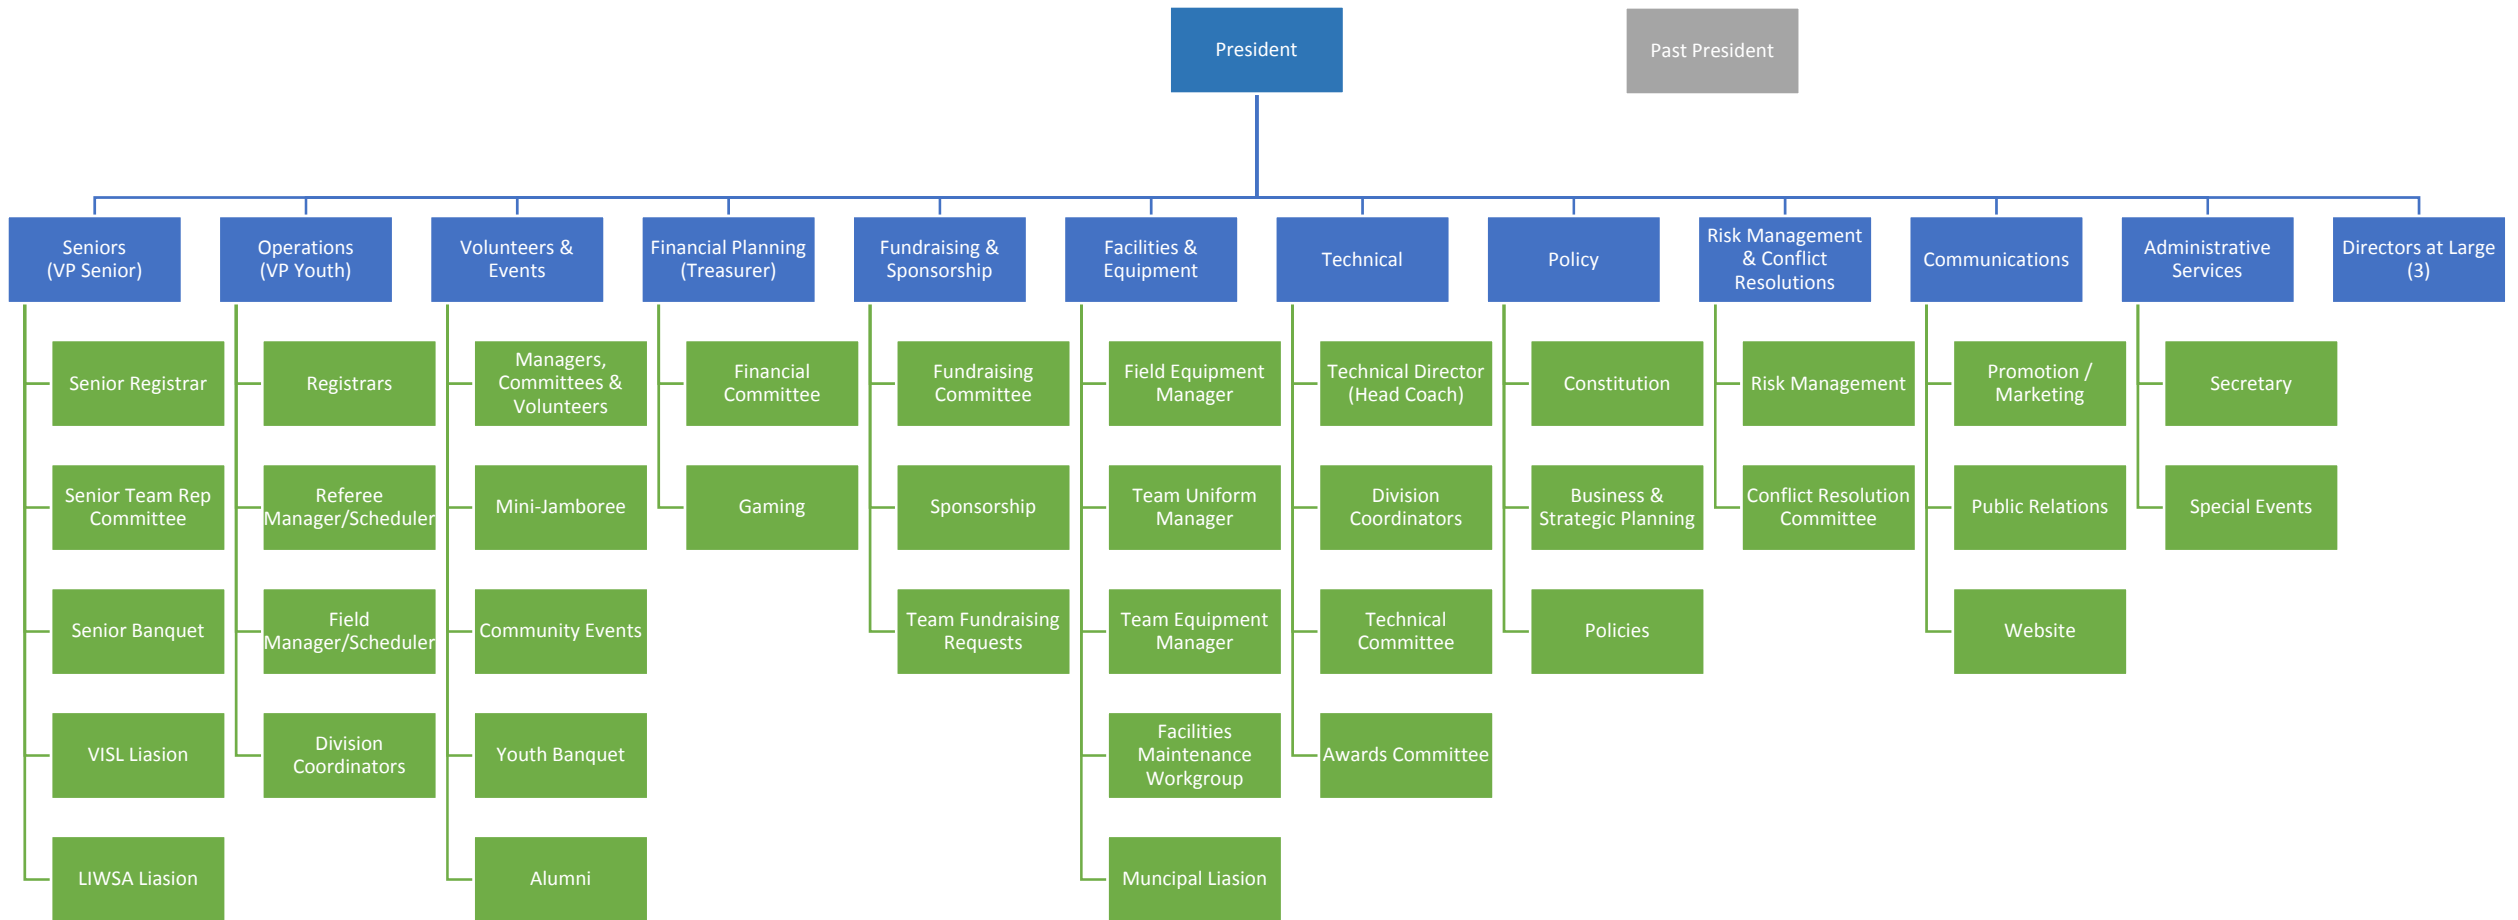 President
Past President
Seniors
(VP Senior)
Operations
(VP Youth)
Volunteers &
Events
Financial Planning
(Treasurer)
Fundraising &
Sponsorship
Facilities &
Equipment
Technical
Policy
Risk Management
& Conflict
Resolutions
Communications
Administrative
Services
Directors at Large
(3)
Senior Registrar
Senior Team Rep
Committee
Senior Banquet
VISL Liasion
LIWSA Liasion
Registrars
Referee
Manager/Scheduler
Field
Manager/Scheduler
Division
Coordinators
Managers,
Committees &
Volunteers
Mini-Jamboree
Community Events
Youth Banquet
Alumni
Financial
Committee
Gaming
Fundraising
Committee
Sponsorship
Team Fundraising
Requests
Field Equipment
Manager
Team Uniform
Manager
Team Equipment
Manager
Facilities
Maintenance
Workgroup
Muncipal Liasion
Technical Director
(Head Coach)
Division
Coordinators
Technical
Committee
Awards Committee
Constitution
Business &
Strategic Planning
Policies
Risk Management
Conflict Resolution
Committee
Promotion /
Marketing
Public Relations
Website
Secretary
Special Events